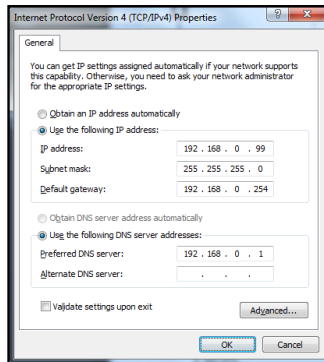 Internet Protocol Version 4 (TCP/IPv4) Properties
General
You can get IP settings assigned automatically if your network supports
this capability. Otherwise, you need to ask your network administrator
for the appropriate IP settings.
Obtain an IP address automatically
Use the following IP address:
IP address: 192 . 168 . 0 . 99
Subnet mask: 255 . 255 . 255 . 0
Default gateway: 192 . 168 . 0 . 254
Obtain DNS server address automatically
Use the following DNS server addresses:
Preferred DNS server: 192 . 168 . 0 . 1
Alternate DNS server: . . .
Validate settings upon exit
Advanced...
OK Cancel